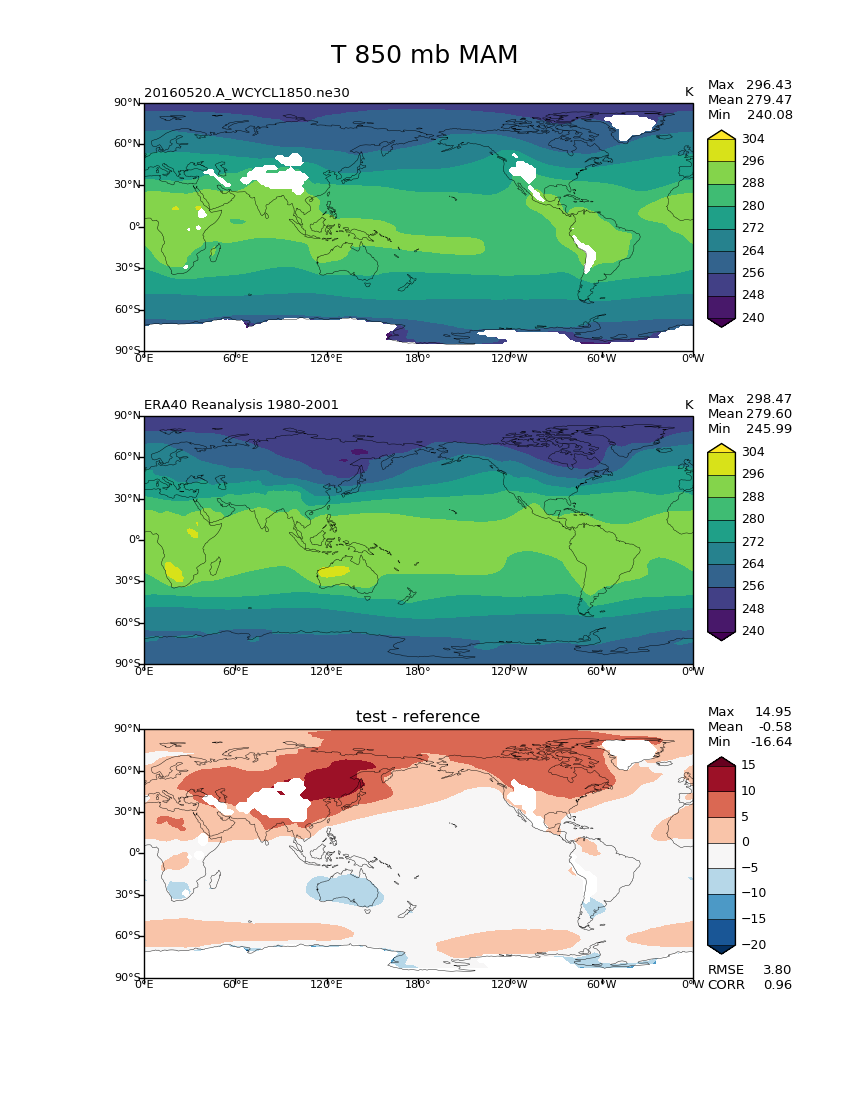 T 850 mb MAM
20160520.A_WCYCL1850.ne30
K
Max 296.43
Mean 279.47
Min 240.08
90°N
60°N
30°N
0°
30°S
60°S
90°S
0°E 60°E 120°E 180° 120°W 60°W 0°W
304
296
288
280
272
264
256
248
240
ERA40 Reanalysis 1980-2001
K
Max 298.47
Mean 279.60
Min 245.99
90°N
60°N
30°N
0°
30°S
60°S
90°S
0°E 60°E 120°E 180° 120°W 60°W 0°W
304
296
288
280
272
264
256
248
240
test - reference
Max 14.95
Mean -0.58
Min -16.64
90°N
60°N
30°N
0°
30°S
60°S
90°S
0°E 60°E 120°E 180° 120°W 60°W 0°W
15
10
5
0
−5
−10
−15
−20
RMSE 3.80
CORR 0.96